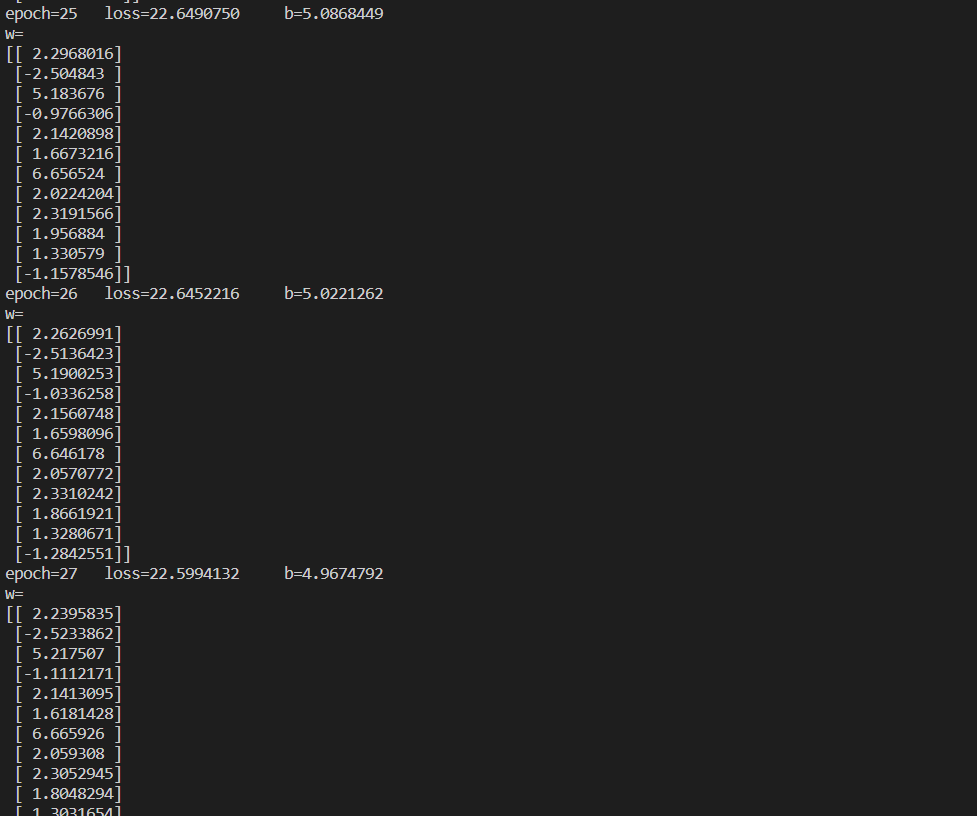 epoch=25   loss=22.6490750     b=5.0868449
w=
[[ 2.2968016]
 [-2.504843 ]
 [ 5.183676 ]
 [-0.9766306]
 [ 2.1420898]
 [ 1.6673216]
 [ 6.656524 ]
 [ 2.0224204]
 [ 2.3191566]
 [ 1.956884 ]
 [ 1.330579 ]
 [-1.1578546]]
epoch=26   loss=22.6452216     b=5.0221262
w=
[[ 2.2626991]
 [-2.5136423]
 [ 5.1900253]
 [-1.0336258]
 [ 2.1560748]
 [ 1.6598096]
 [ 6.646178 ]
 [ 2.0570772]
 [ 2.3310242]
 [ 1.8661921]
 [ 1.3280671]
 [-1.2842551]]
epoch=27   loss=22.5994132     b=4.9674792
w=
[[ 2.2395835]
 [-2.5233862]
 [ 5.217507 ]
 [-1.1112171]
 [ 2.1413095]
 [ 1.6181428]
 [ 6.665926 ]
 [ 2.059308 ]
 [ 2.3052945]
 [ 1.8048294]
 [ 1.3031654]